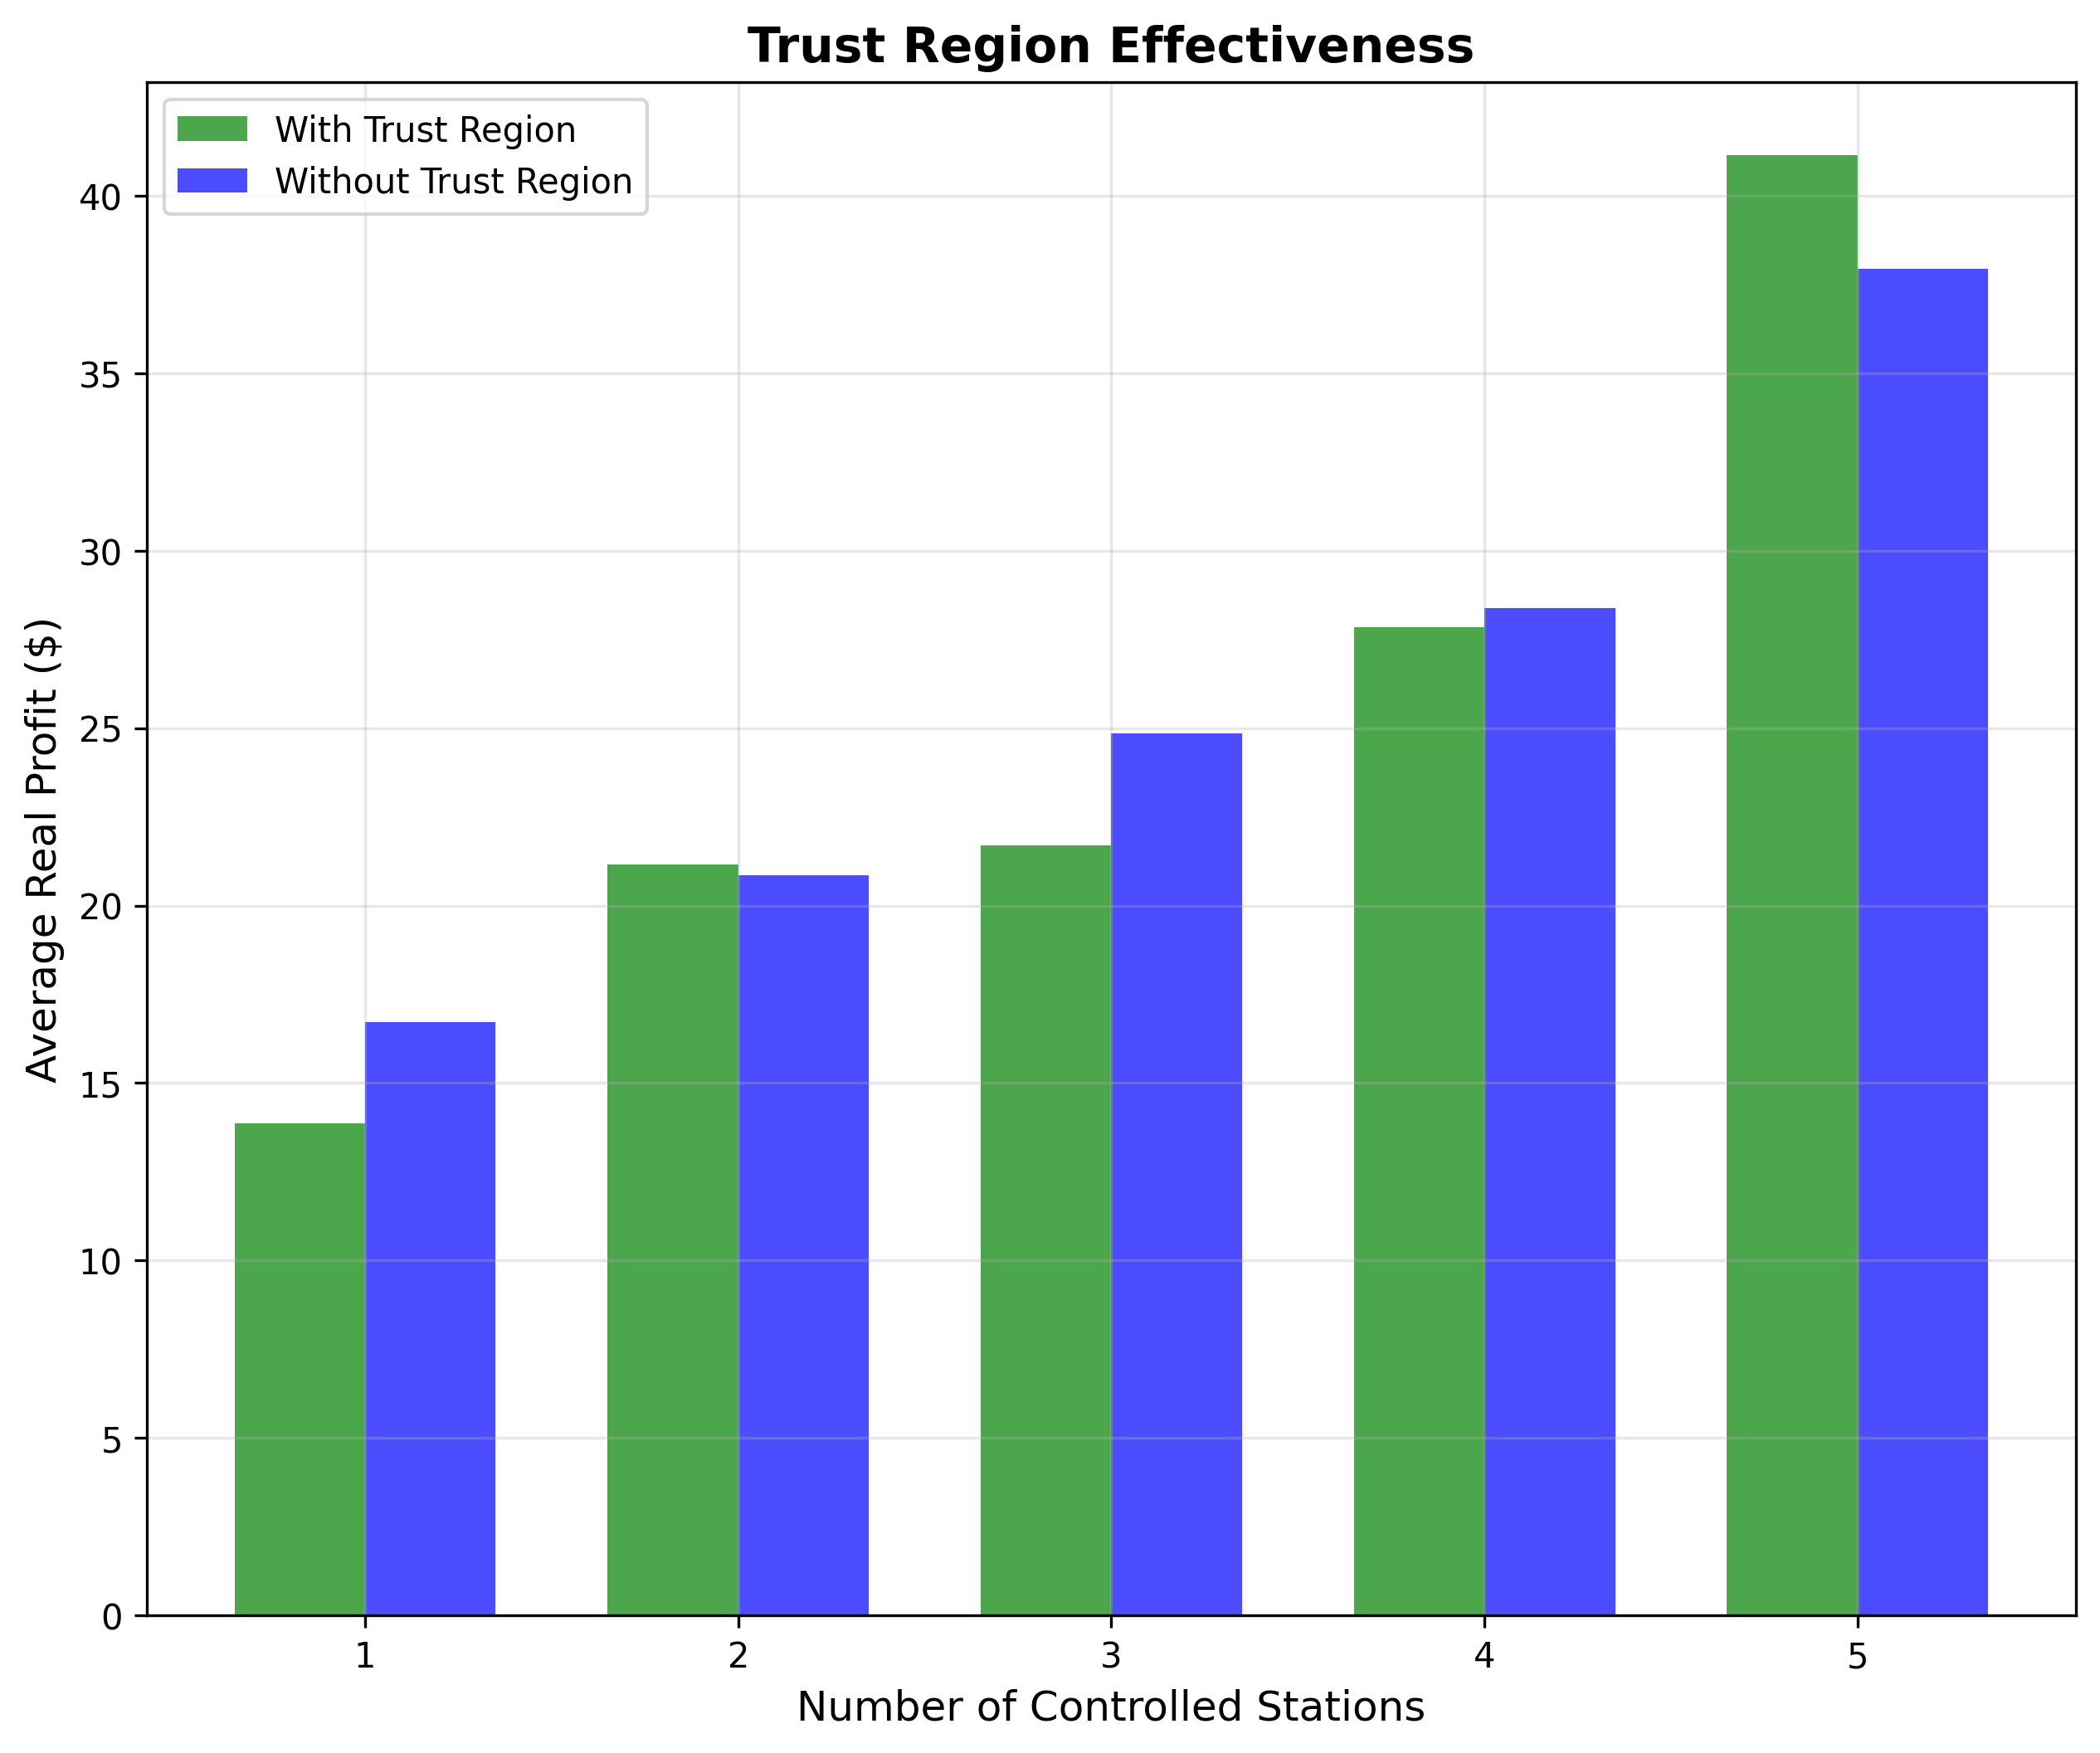 Trust Region Effectiveness
With Trust Region
Without Trust Region
40
35
30
25
20
15
10
5
0
Average Real Profit ($)
1 2 3 4 5
Number of Controlled Stations